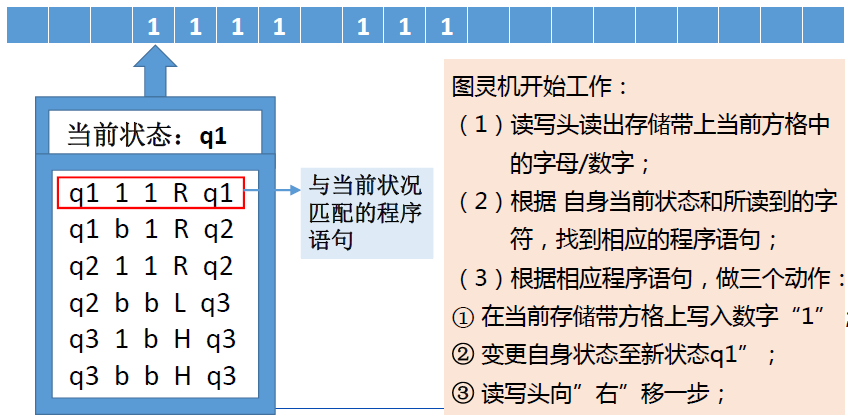 1 1 1 1 1 1 1
当前状态：q1
q1 1 1 R q1
q1 b 1 R q2
q2 1 1 R q2
q2 b b L q3
q3 1 b H q3
q3 b b H q3
与当前状况
匹配的程序
语句
图灵机开始工作：
（1）读写头读出存储带上当前方格中
的字母/数字；
（2）根据 自身当前状态和所读到的字
符，找到相应的程序语句；
（3）根据相应程序语句，做三个动作：
① 在当前存储带方格上写入数字“1”；
② 变更自身状态至新状态q1”；
③ 读写头向”右”移一步；